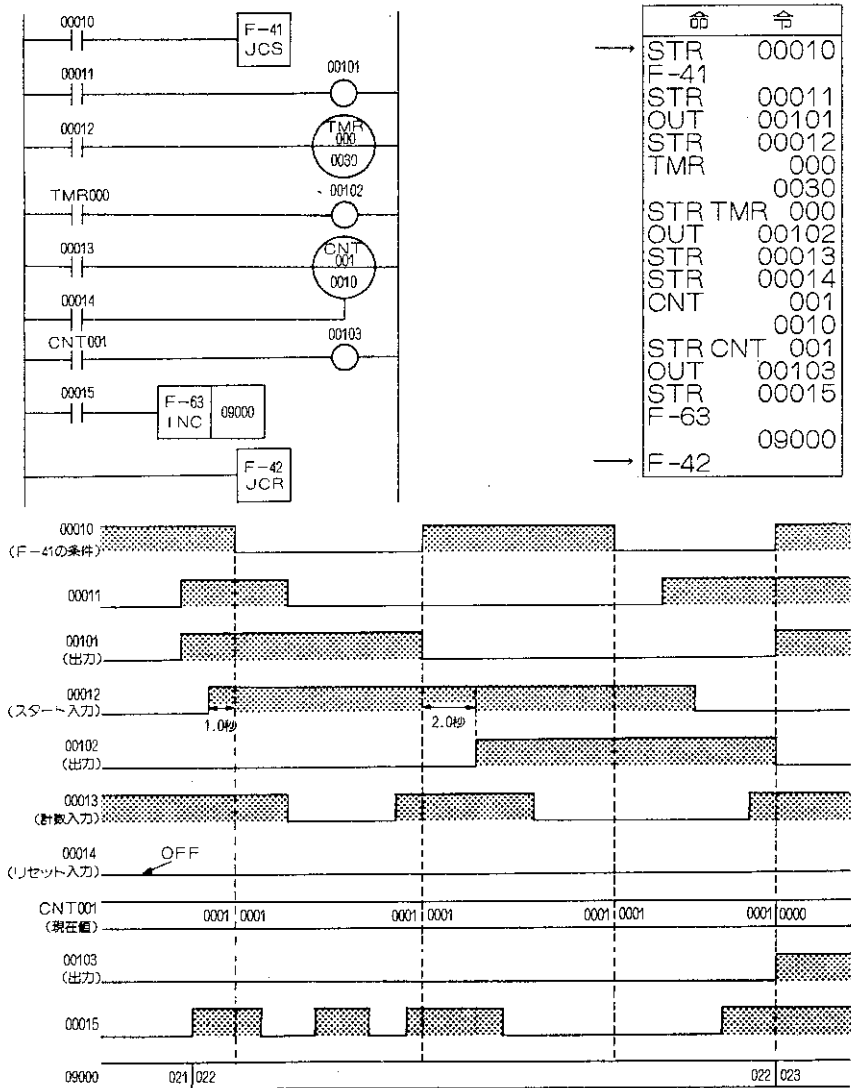 00010
F-41
JCS
00011
00101
00012
TMR
000
0030
TMR000
00102
00013
CNT
001
0010
00014
CNT001
00103
00015
F-63
INC
09000
F-42
JCR
命 令
→ STR 00010
F-41
STR 00011
OUT 00101
STR 00012
TMR 000
0030
STR TMR 000
OUT 00102
STR 00013
STR 00014
CNT 001
0010
STR CNT 001
OUT 00103
STR 00015
F-63
09000
→ F-42
00010
(F-41の条件)
00011
00101
(出力)
00012
(スタート入力)
1.0秒
2.0秒
00102
(出力)
00013
(計数入力)
00014
(リセット入力)
OFF
CNT001
(現在値)
0001 0001
0001 0001
0001 0001
0001 0000
00103
(出力)
00015
09000
021 022
022 023